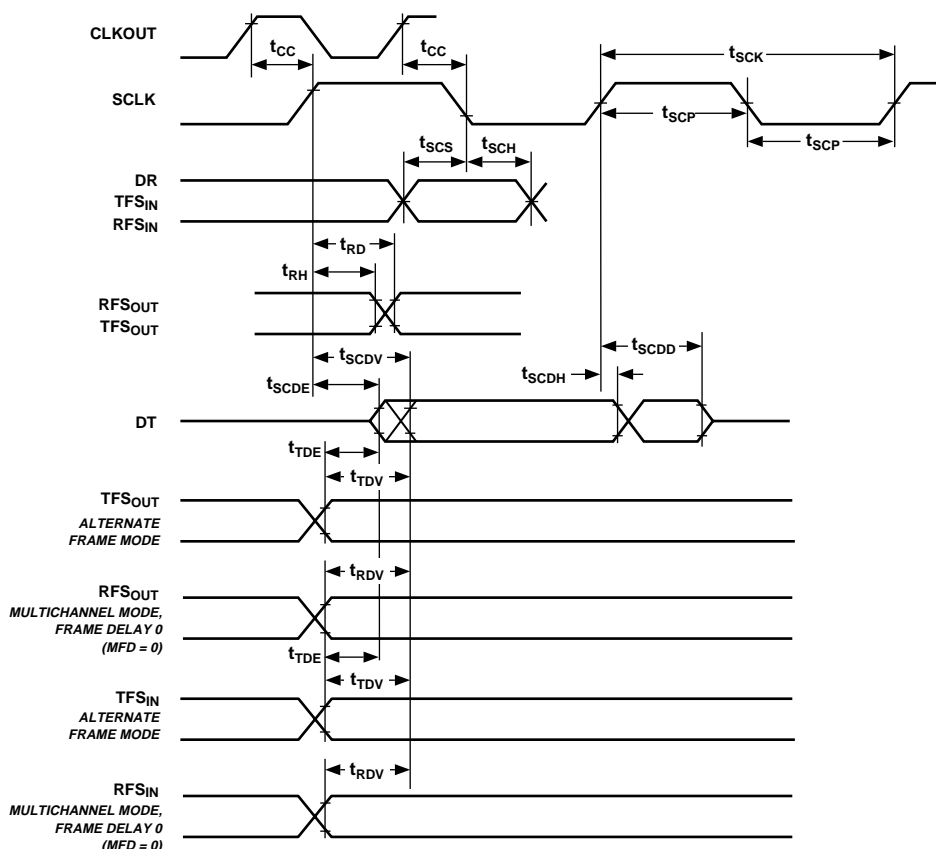 CLKOUT
tCC
tCC
tSCK
SCLK
tSCP
tSCP
tSCS
tSCH
DR
TFSIN
RFSIN
tRD
tRH
RFSOUT
TFSOUT
tSCDV
tSCDD
tSCDE
tSCDH
DT
tTDE
tTDV
TFSOUT
ALTERNATE
FRAME MODE
tRDV
RFSOUT
MULTICHANNEL MODE,
FRAME DELAY 0
(MFD = 0)
tTDE
tTDV
TFSIN
ALTERNATE
FRAME MODE
tRDV
RFSIN
MULTICHANNEL MODE,
FRAME DELAY 0
(MFD = 0)